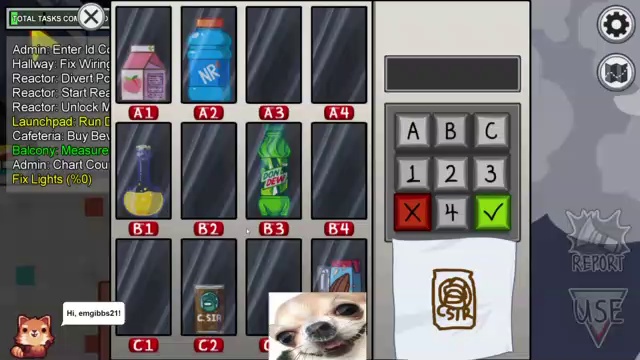 TOTAL TASKS COM
Admin: Enter Id Co
Hallway: Fix Wiring
Reactor: Divert Po
Reactor: Start Rea
Reactor: Unlock M
Launchpad: Run D
Cafeteria: Buy Bev
Balcony: Measure
Admin: Chart Cour
Fix Lights (%0)
NR
A1 A2 A3 A4
DON DEW
B1 B2 B3 B4
C.SIR
C1 C2 C
A B C
1 2 3
4
C.SIR
REPORT
USE
Hi, emgibbs21!